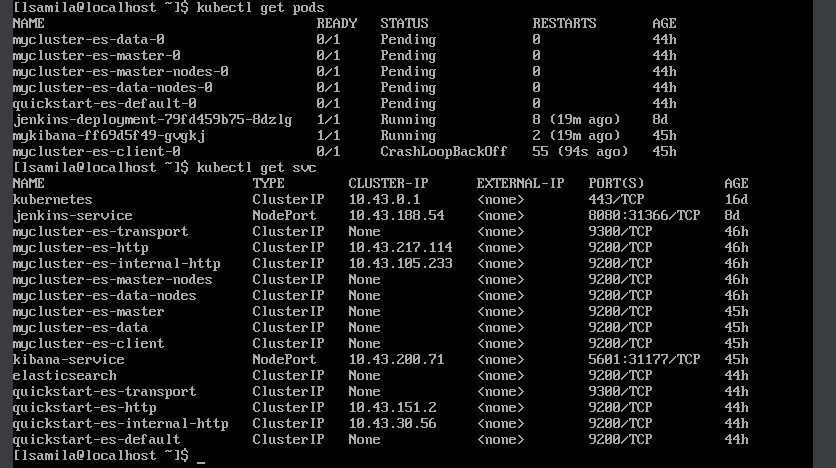 [lsamila@localhost ~]$ kubectl get pods
NAME READY STATUS RESTARTS AGE
mycluster-es-data-0 0/1 Pending 0 44h
mycluster-es-master-0 0/1 Pending 0 44h
mycluster-es-master-nodes-0 0/1 Pending 0 44h
mycluster-es-data-nodes-0 0/1 Pending 0 44h
quickstart-es-default-0 0/1 Pending 0 44h
jenkins-deployment-79fd459b75-8dzlg 1/1 Running 8 (19m ago) 8d
mykibana-ff69d5f49-gvgkj 1/1 Running 2 (19m ago) 45h
mycluster-es-client-0 0/1 CrashLoopBackOff 55 (94s ago) 45h
[lsamila@localhost ~]$ kubectl get svc
NAME TYPE CLUSTER-IP EXTERNAL-IP PORT(S) AGE
kubernetes ClusterIP 10.43.0.1 <none> 443/TCP 16d
jenkins-service NodePort 10.43.188.54 <none> 8080:31366/TCP 8d
mycluster-es-transport ClusterIP None <none> 9300/TCP 46h
mycluster-es-http ClusterIP 10.43.217.114 <none> 9200/TCP 46h
mycluster-es-internal-http ClusterIP 10.43.105.233 <none> 9200/TCP 46h
mycluster-es-master-nodes ClusterIP None <none> 9200/TCP 46h
mycluster-es-data-nodes ClusterIP None <none> 9200/TCP 46h
mycluster-es-master ClusterIP None <none> 9200/TCP 45h
mycluster-es-data ClusterIP None <none> 9200/TCP 45h
mycluster-es-client ClusterIP None <none> 9200/TCP 45h
kibana-service NodePort 10.43.200.71 <none> 5601:31177/TCP 45h
elasticsearch ClusterIP None <none> 9200/TCP 44h
quickstart-es-transport ClusterIP None <none> 9300/TCP 44h
quickstart-es-http ClusterIP 10.43.151.2 <none> 9200/TCP 44h
quickstart-es-internal-http ClusterIP 10.43.30.56 <none> 9200/TCP 44h
quickstart-es-default ClusterIP None <none> 9200/TCP 44h
[lsamila@localhost ~]$ _